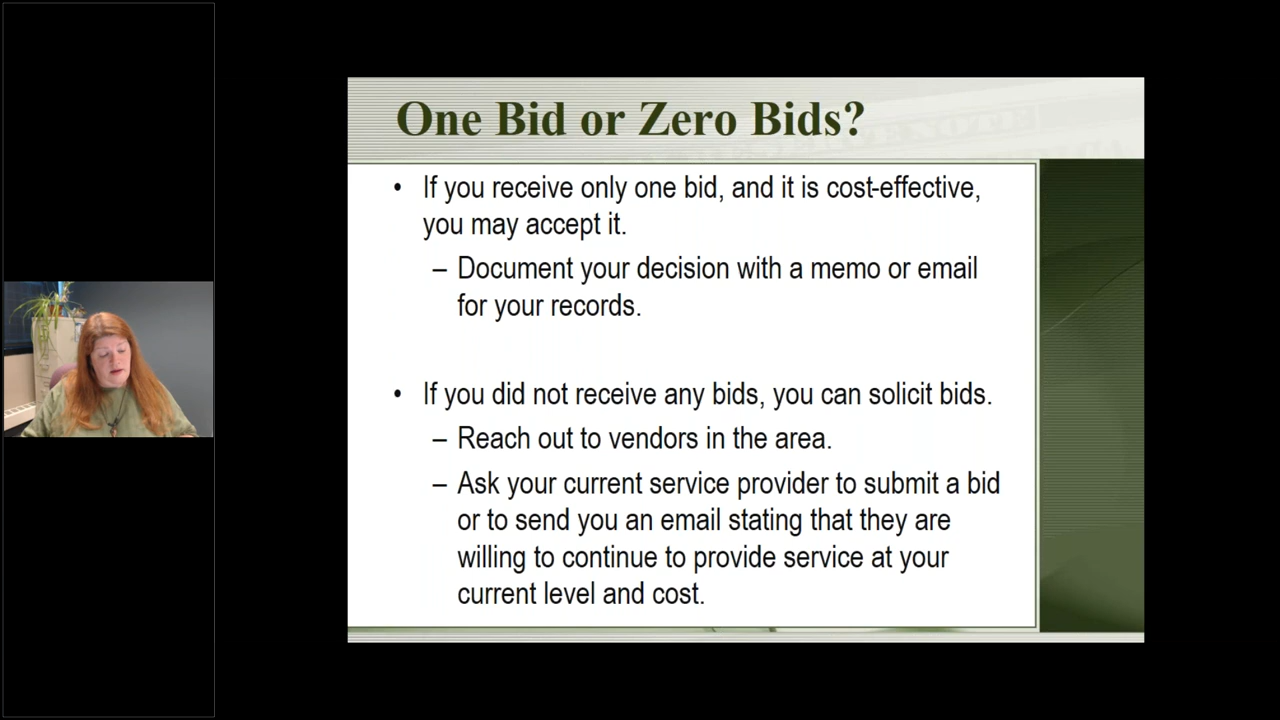 One Bid or Zero Bids?
• If you receive only one bid, and it is cost-effective,
you may accept it.
– Document your decision with a memo or email
for your records.
• If you did not receive any bids, you can solicit bids.
– Reach out to vendors in the area.
– Ask your current service provider to submit a bid
or to send you an email stating that they are
willing to continue to provide service at your
current level and cost.